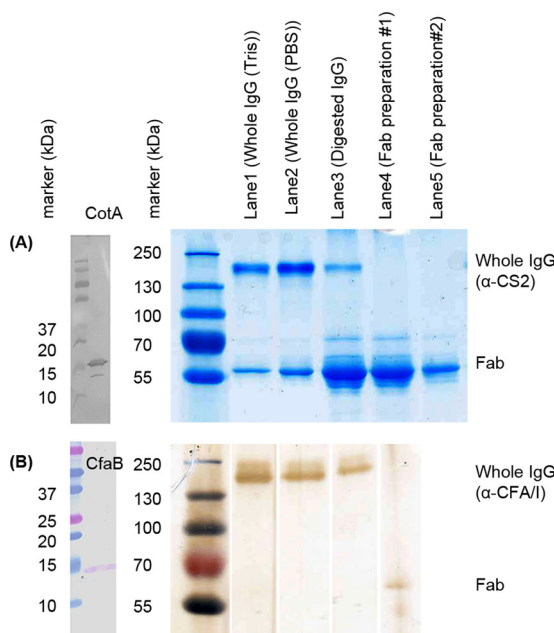 marker (kDa)
CotA
marker (kDa)
Lane1 (Whole IgG (Tris))
Lane2 (Whole IgG (PBS))
Lane3 (Digested IgG)
Lane4 (Fab preparation #1)
Lane5 (Fab preparation#2)
(A)
37
20
15
10
250
130
100
70
55
Whole IgG
(α-CS2)
Fab
(B)
CfaB
37
25
20
15
10
250
130
100
70
55
Whole IgG
(α-CFA/I)
Fab